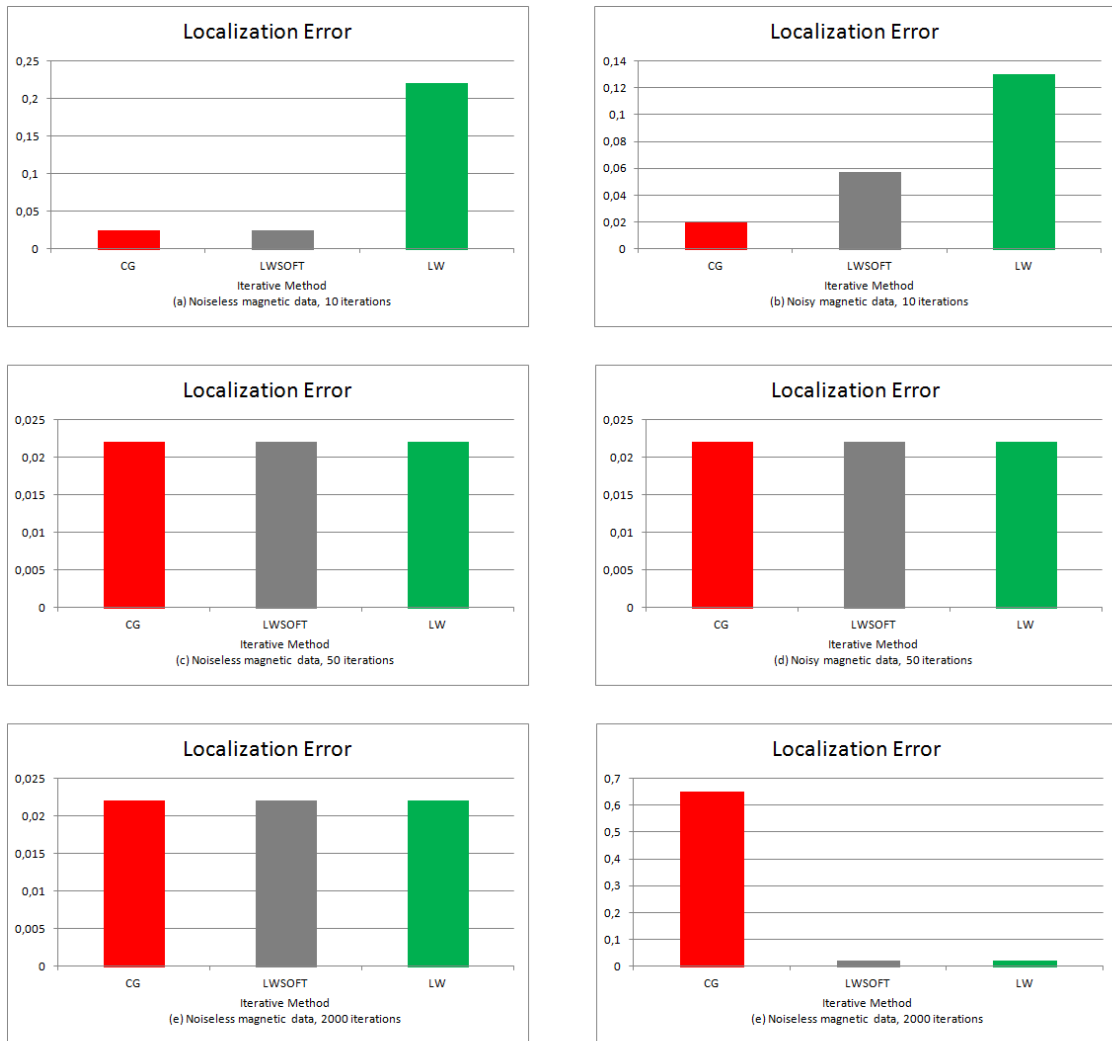 Localization Error
0,25
0,2
0,15
0,1
0,05
0
CG LWSOFT LW
Iterative Method
(a) Noiseless magnetic data, 10 iterations
Localization Error
0,14
0,12
0,1
0,08
0,06
0,04
0,02
0
CG LWSOFT LW
Iterative Method
(b) Noisy magnetic data, 10 iterations
Localization Error
0,025
0,02
0,015
0,01
0,005
0
CG LWSOFT LW
Iterative Method
(c) Noiseless magnetic data, 50 iterations
Localization Error
0,025
0,02
0,015
0,01
0,005
0
CG LWSOFT LW
Iterative Method
(d) Noisy magnetic data, 50 iterations
Localization Error
0,025
0,02
0,015
0,01
0,005
0
CG LWSOFT LW
Iterative Method
(e) Noiseless magnetic data, 2000 iterations
Localization Error
0,7
0,6
0,5
0,4
0,3
0,2
0,1
0
CG LWSOFT LW
Iterative Method
(e) Noiseless magnetic data, 2000 iterations